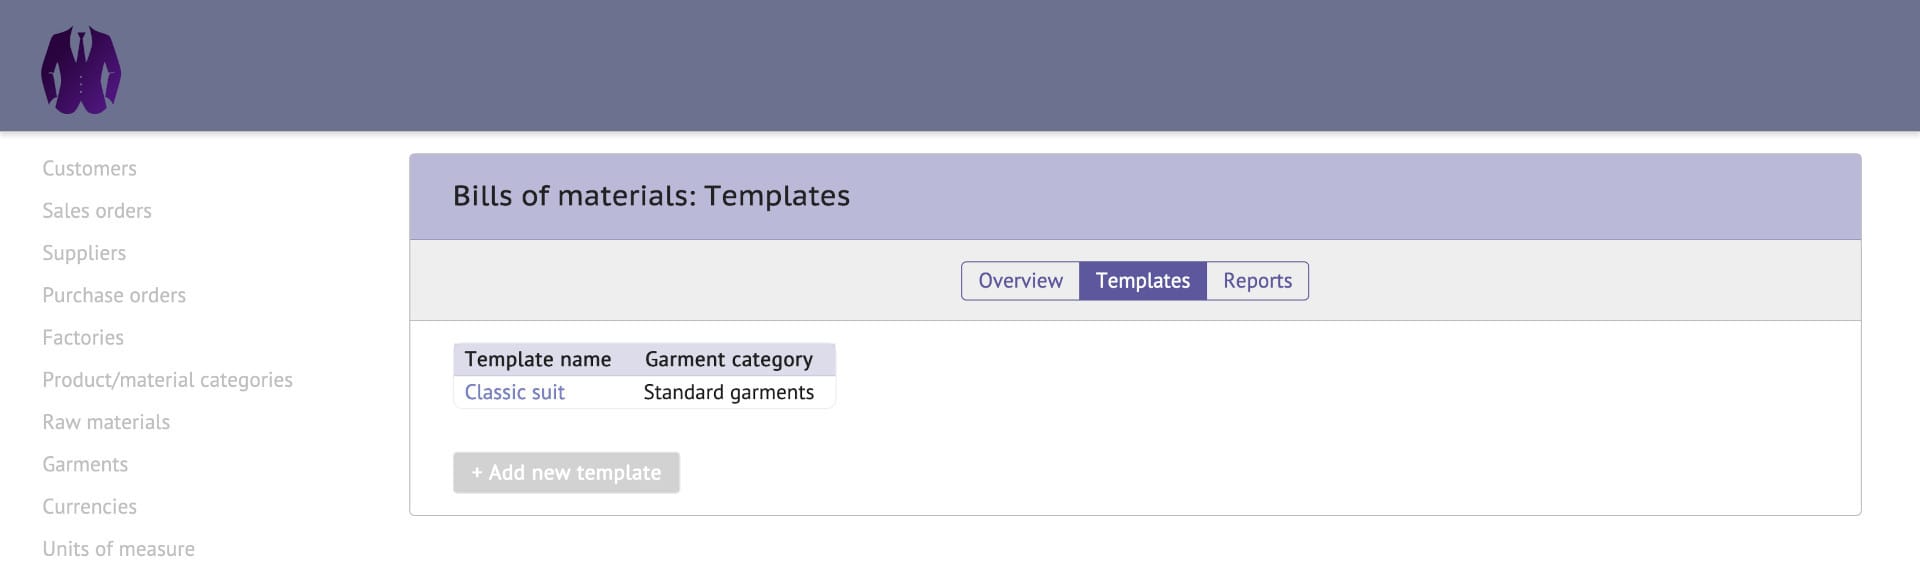 Customers
Sales orders
Suppliers
Purchase orders
Factories
Product/material categories
Raw materials
Garments
Currencies
Units of measure
Bills of materials: Templates
Overview Templates Reports
Template name Garment category
Classic suit Standard garments
+ Add new template